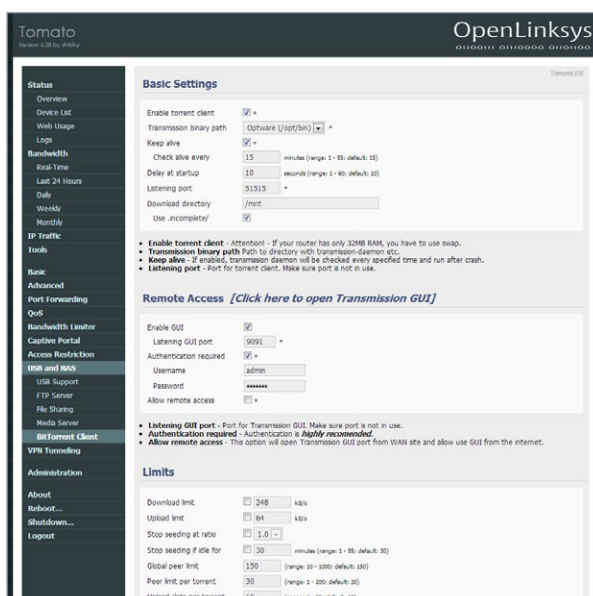 Tomato
Version 1.28 by shibby
OpenLinksys
TomatoUSB
Status
Overview
Device List
Web Usage
Logs
Bandwidth
Real-Time
Last 24 Hours
Daily
Weekly
Monthly
IP Traffic
Tools
Basic
Advanced
Port Forwarding
QoS
Bandwidth Limiter
Captive Portal
Access Restriction
USB and NAS
USB Support
FTP Server
File Sharing
Media Server
BitTorrent Client
VPN Tunneling
Administration
About
Reboot...
Shutdown...
Logout
Basic Settings
Enable torrent client *
Transmission binary path Optware (/opt/bin) *
Keep alive *
Check alive every 15 minutes (range: 1 - 55; default: 15)
Delay at startup 10 seconds (range: 1 - 60; default: 10)
Listening port 51515 *
Download directory /mnt
Use .incomplete/
• Enable torrent client - Attention! - If your router has only 32MB RAM, you have to use swap.
• Transmission binary path Path to directory with transmission-daemon etc.
• Keep alive - If enabled, transmission daemon will be checked every specified time and run after crash.
• Listening port - Port for torrent client. Make sure port is not in use.
Remote Access [Click here to open Transmission GUI]
Enable GUI
Listening GUI port 9091 *
Authentication required *
Username admin
Password •••••••
Allow remote access *
• Listening GUI port - Port for Transmission GUI. Make sure port is not in use.
• Authentication required - Authentication is highly recomended.
• Allow remote access - This option will open Transmission GUI port from WAN site and allow use GUI from the internet.
Limits
Download limit 248 kB/s
Upload limit 64 kB/s
Stop seeding at ratio 1.0
Stop seeding if idle for 30 minutes (range: 1 - 55; default: 30)
Global peer limit 150 (range: 10 - 1000; default: 150)
Peer limit per torrent 30 (range: 1 - 200; default: 30)
Upload slots per torrent 10